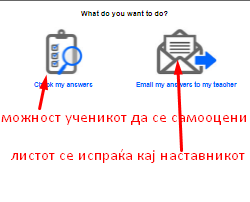 What do you want to do?
Check my answers
Email my answers to my teacher
можност ученикот да се самооцени
листот се испраќа кај наставникот